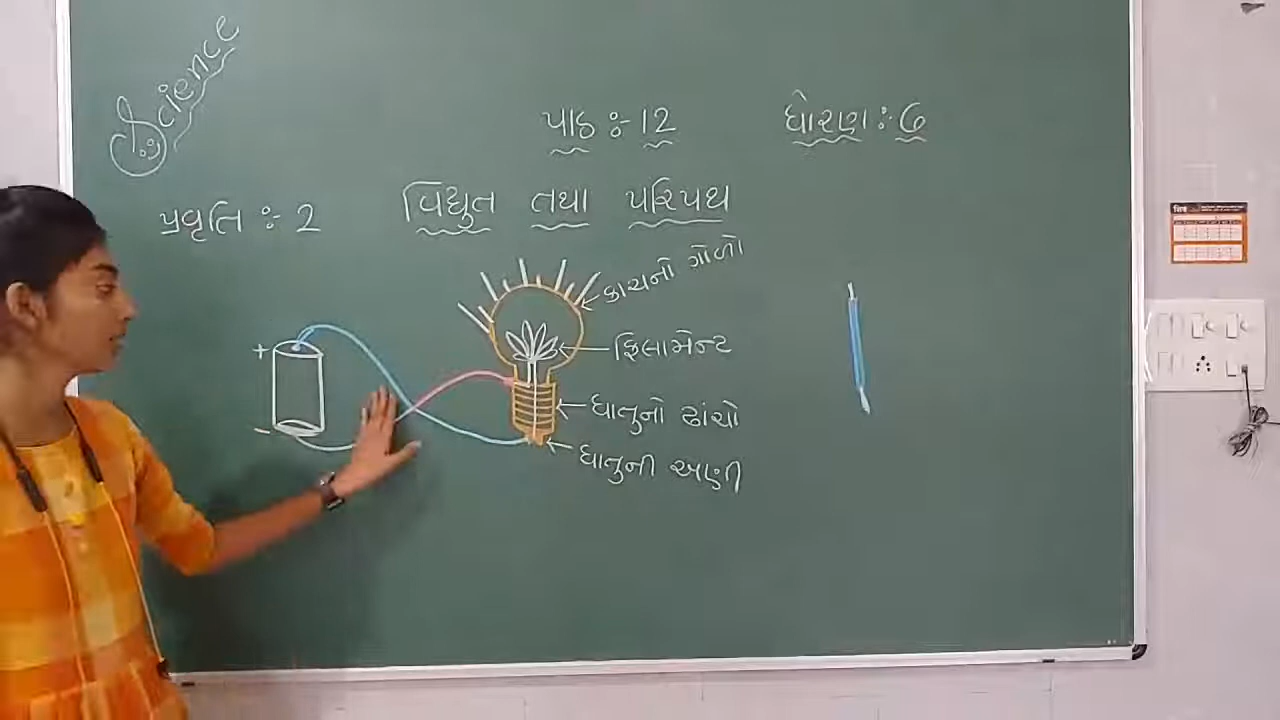 Science
પાઠ :- 12
ધોરણ :- 6
વિદ્યુત તથા પરિપથ
પ્રવૃતિ :- 2
કાચનો ગોળો
ફિલામેન્ટ
ધાતુનો ઢાંચો
ધાતુની અણી
+
-